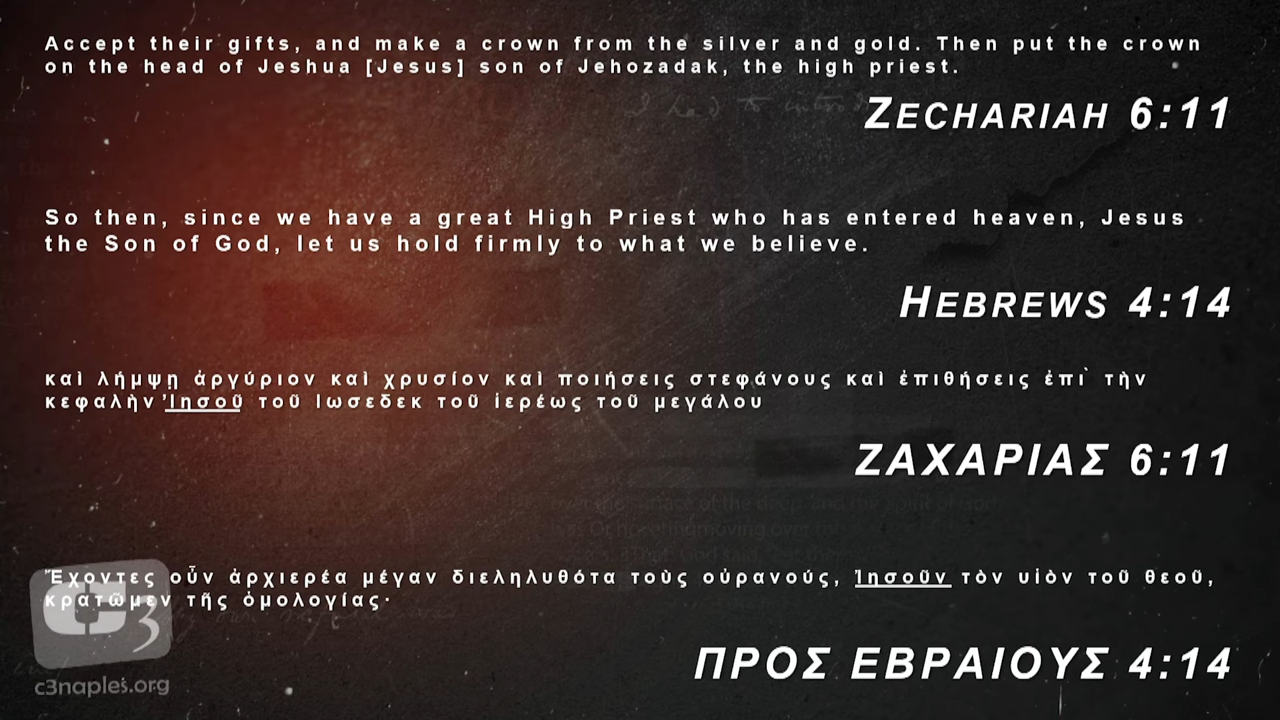 Accept their gifts, and make a crown from the silver and gold. Then put the crown
on the head of Jeshua [Jesus] son of Jehozadak, the high priest.
ZECHARIAH 6:11
So then, since we have a great High Priest who has entered heaven, Jesus
the Son of God, let us hold firmly to what we believe.
HEBREWS 4:14
καὶ λήμψῃ ἀργύριον καὶ χρυσίον καὶ ποιήσεις στεφάνους καὶ ἐπιθήσεις ἐπὶ τὴν
κεφαλὴν Ἰησοῦ τοῦ Ιωσεδεκ τοῦ ἱερέως τοῦ μεγάλου
ΖΑΧΑΡΙΑΣ 6:11
Ἔχοντες οὖν ἀρχιερέα μέγαν διεληλυθότα τοὺς οὐρανούς, Ἰησοῦν τὸν υἱὸν τοῦ θεοῦ,
κρατῶμεν τῆς ὁμολογίας·
ΠΡΟΣ ΕΒΡΑΙΟΥΣ 4:14
C3
c3naples.org